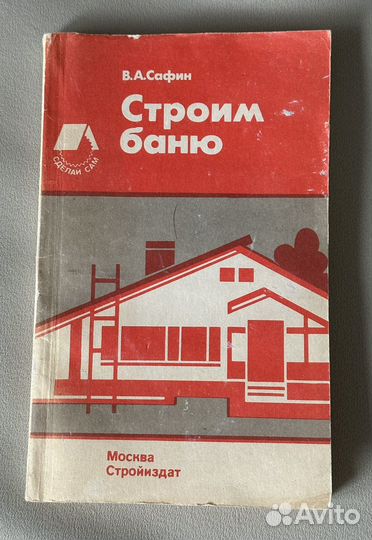 В.А.Сафин
Строим
баню
СДЕЛАЙ САМ
Москва
Стройиздат
Avito